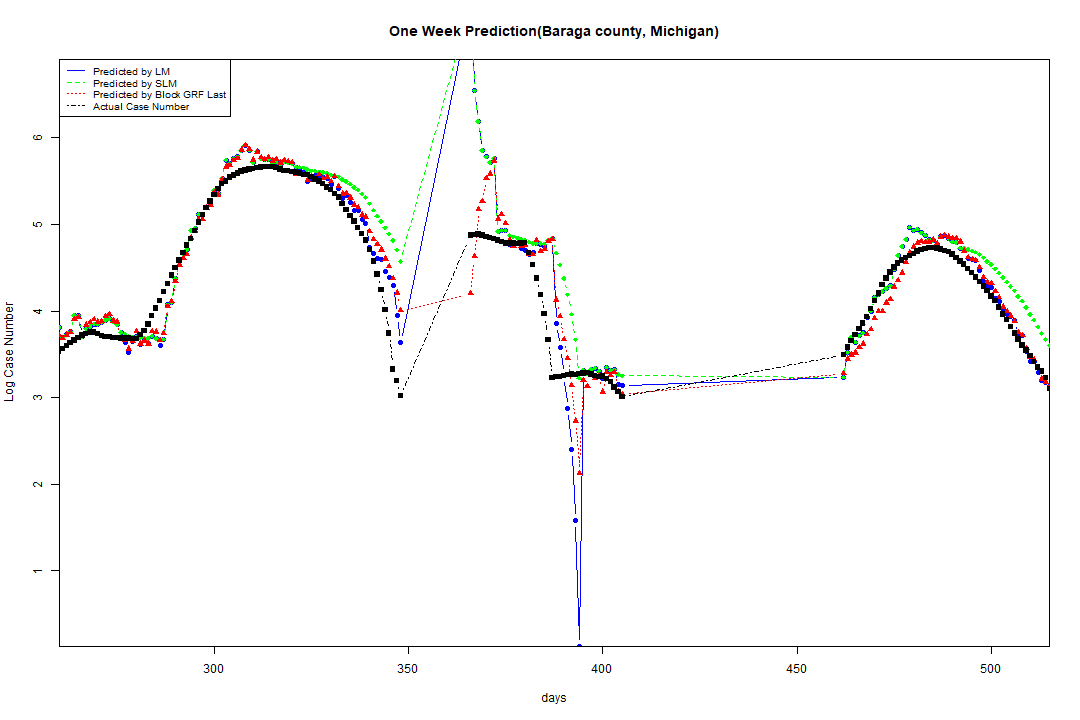 One Week Prediction(Baraga county, Michigan)
Predicted by LM
Predicted by SLM
Predicted by Block GRF Last
Actual Case Number
Log Case Number
6
5
4
3
2
1
300
350
400
450
500
days